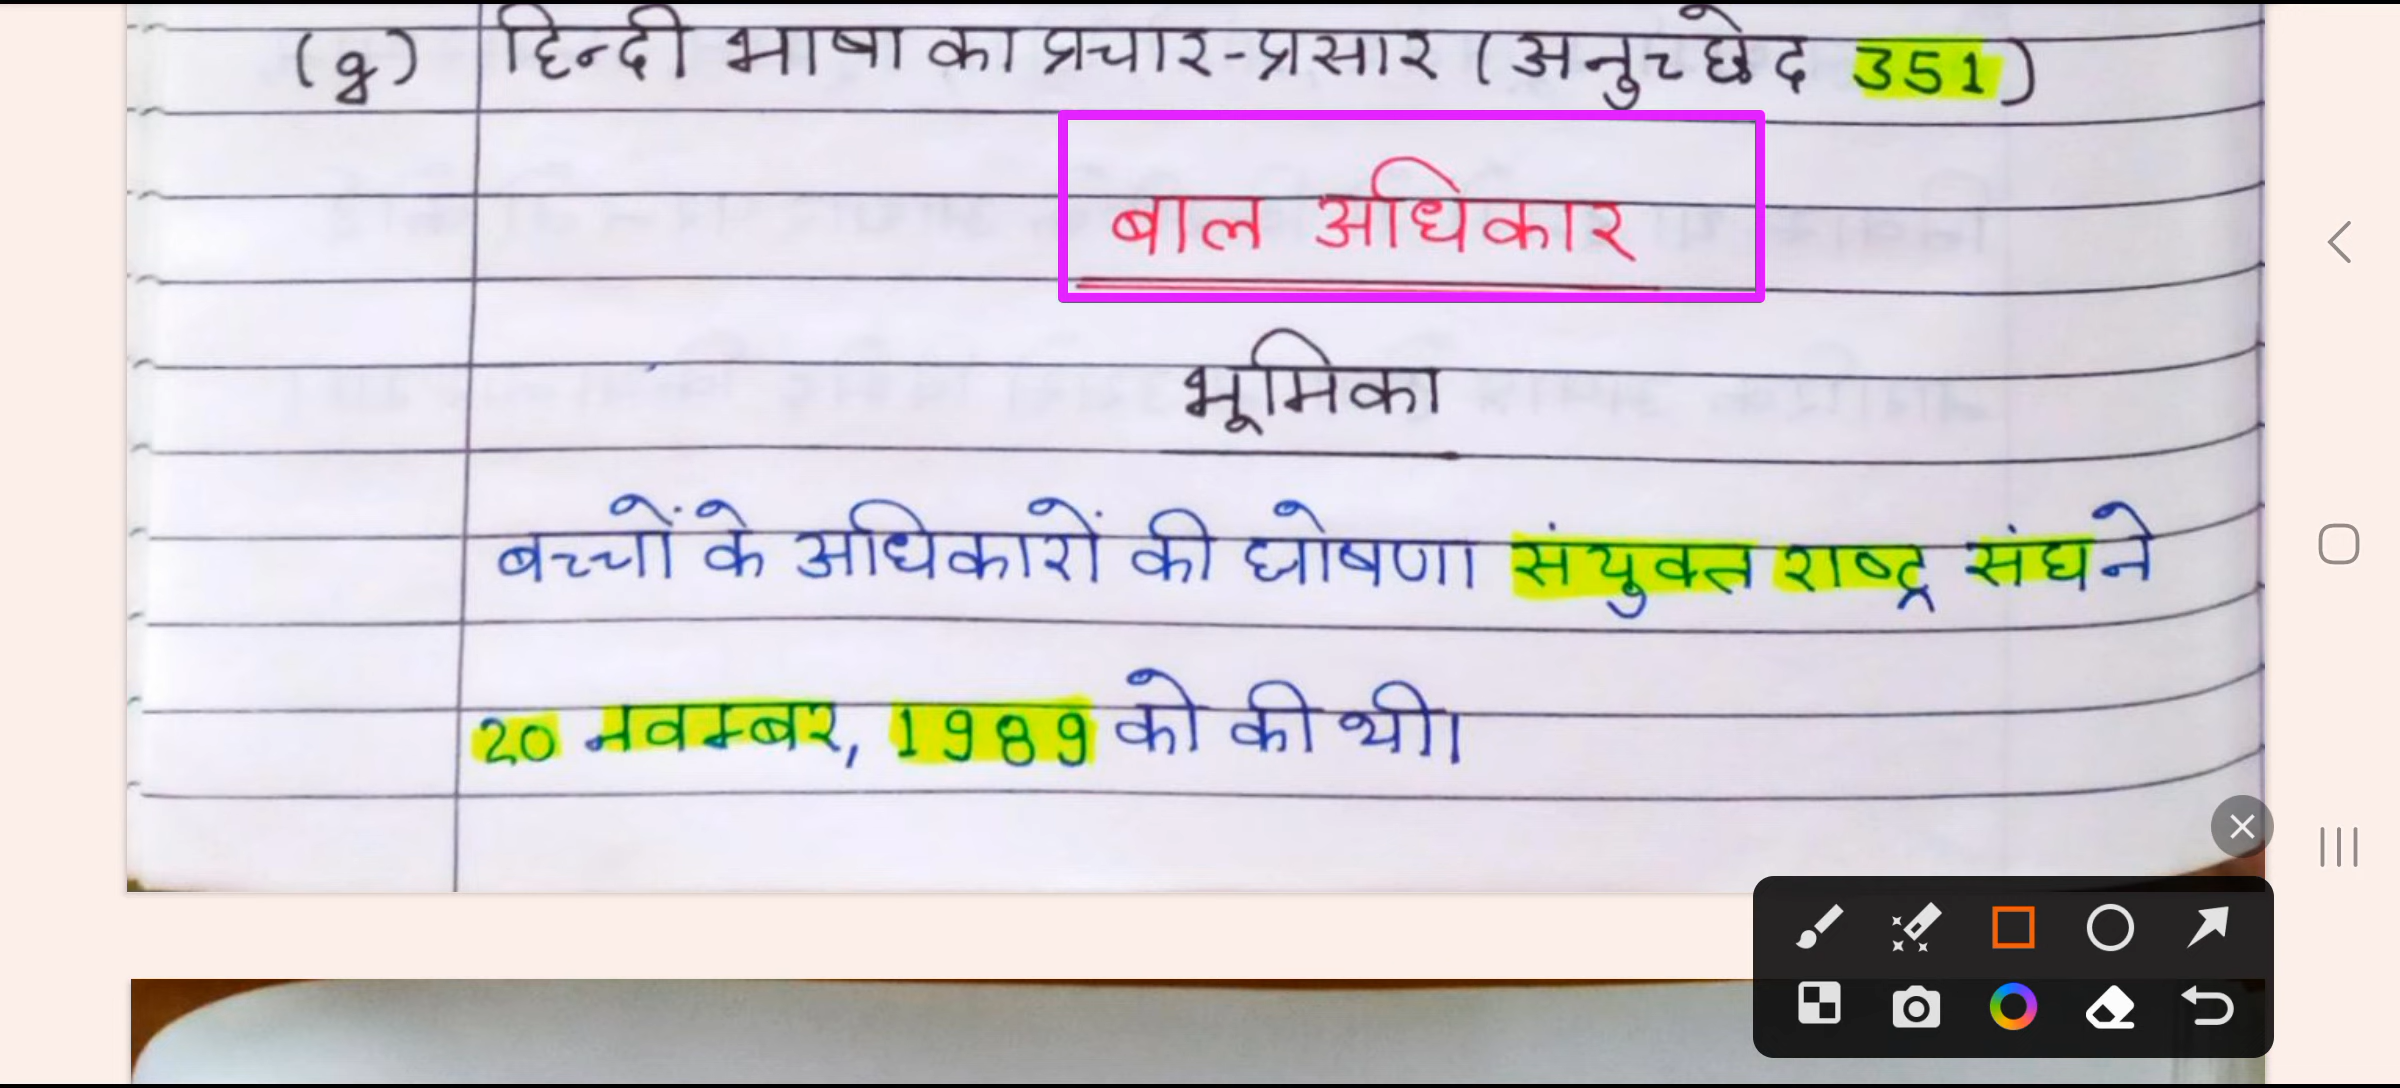 (g) हिन्दी भाषा का प्रचार-प्रसार (अनुच्छेद 351)
बाल अधिकार
भूमिका
बच्चों के अधिकारों की घोषणा संयुक्त राष्ट्र संघ ने
20 नवम्बर, 1989 को की थी।